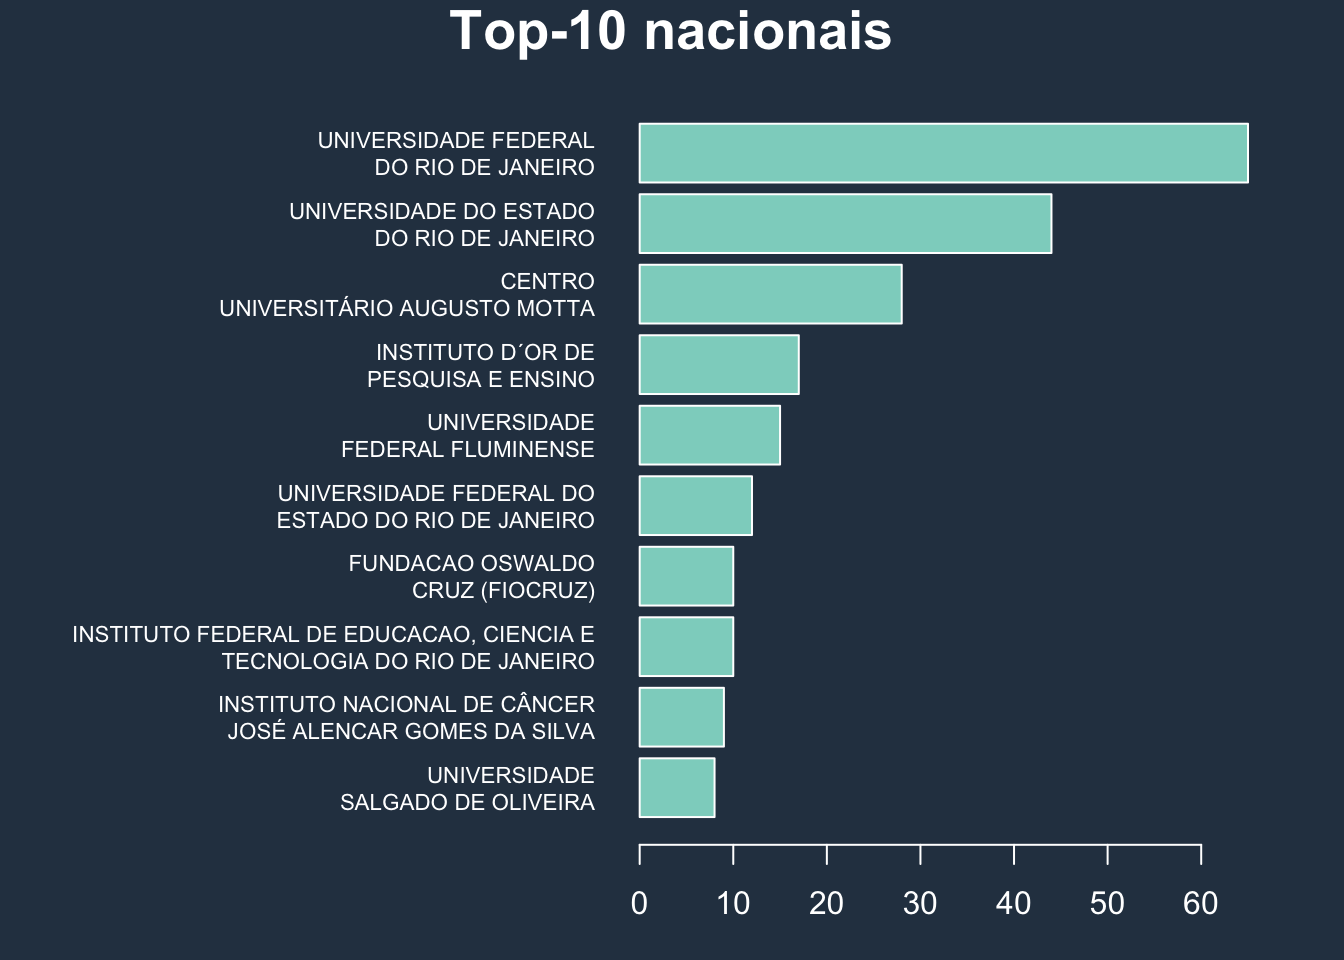 Top-10 nacionais
UNIVERSIDADE FEDERAL
DO RIO DE JANEIRO
UNIVERSIDADE DO ESTADO
DO RIO DE JANEIRO
CENTRO
UNIVERSITÁRIO AUGUSTO MOTTA
INSTITUTO D´OR DE
PESQUISA E ENSINO
UNIVERSIDADE
FEDERAL FLUMINENSE
UNIVERSIDADE FEDERAL DO
ESTADO DO RIO DE JANEIRO
FUNDACAO OSWALDO
CRUZ (FIOCRUZ)
INSTITUTO FEDERAL DE EDUCACAO, CIENCIA E
TECNOLOGIA DO RIO DE JANEIRO
INSTITUTO NACIONAL DE CÂNCER
JOSÉ ALENCAR GOMES DA SILVA
UNIVERSIDADE
SALGADO DE OLIVEIRA
0 10 20 30 40 50 60